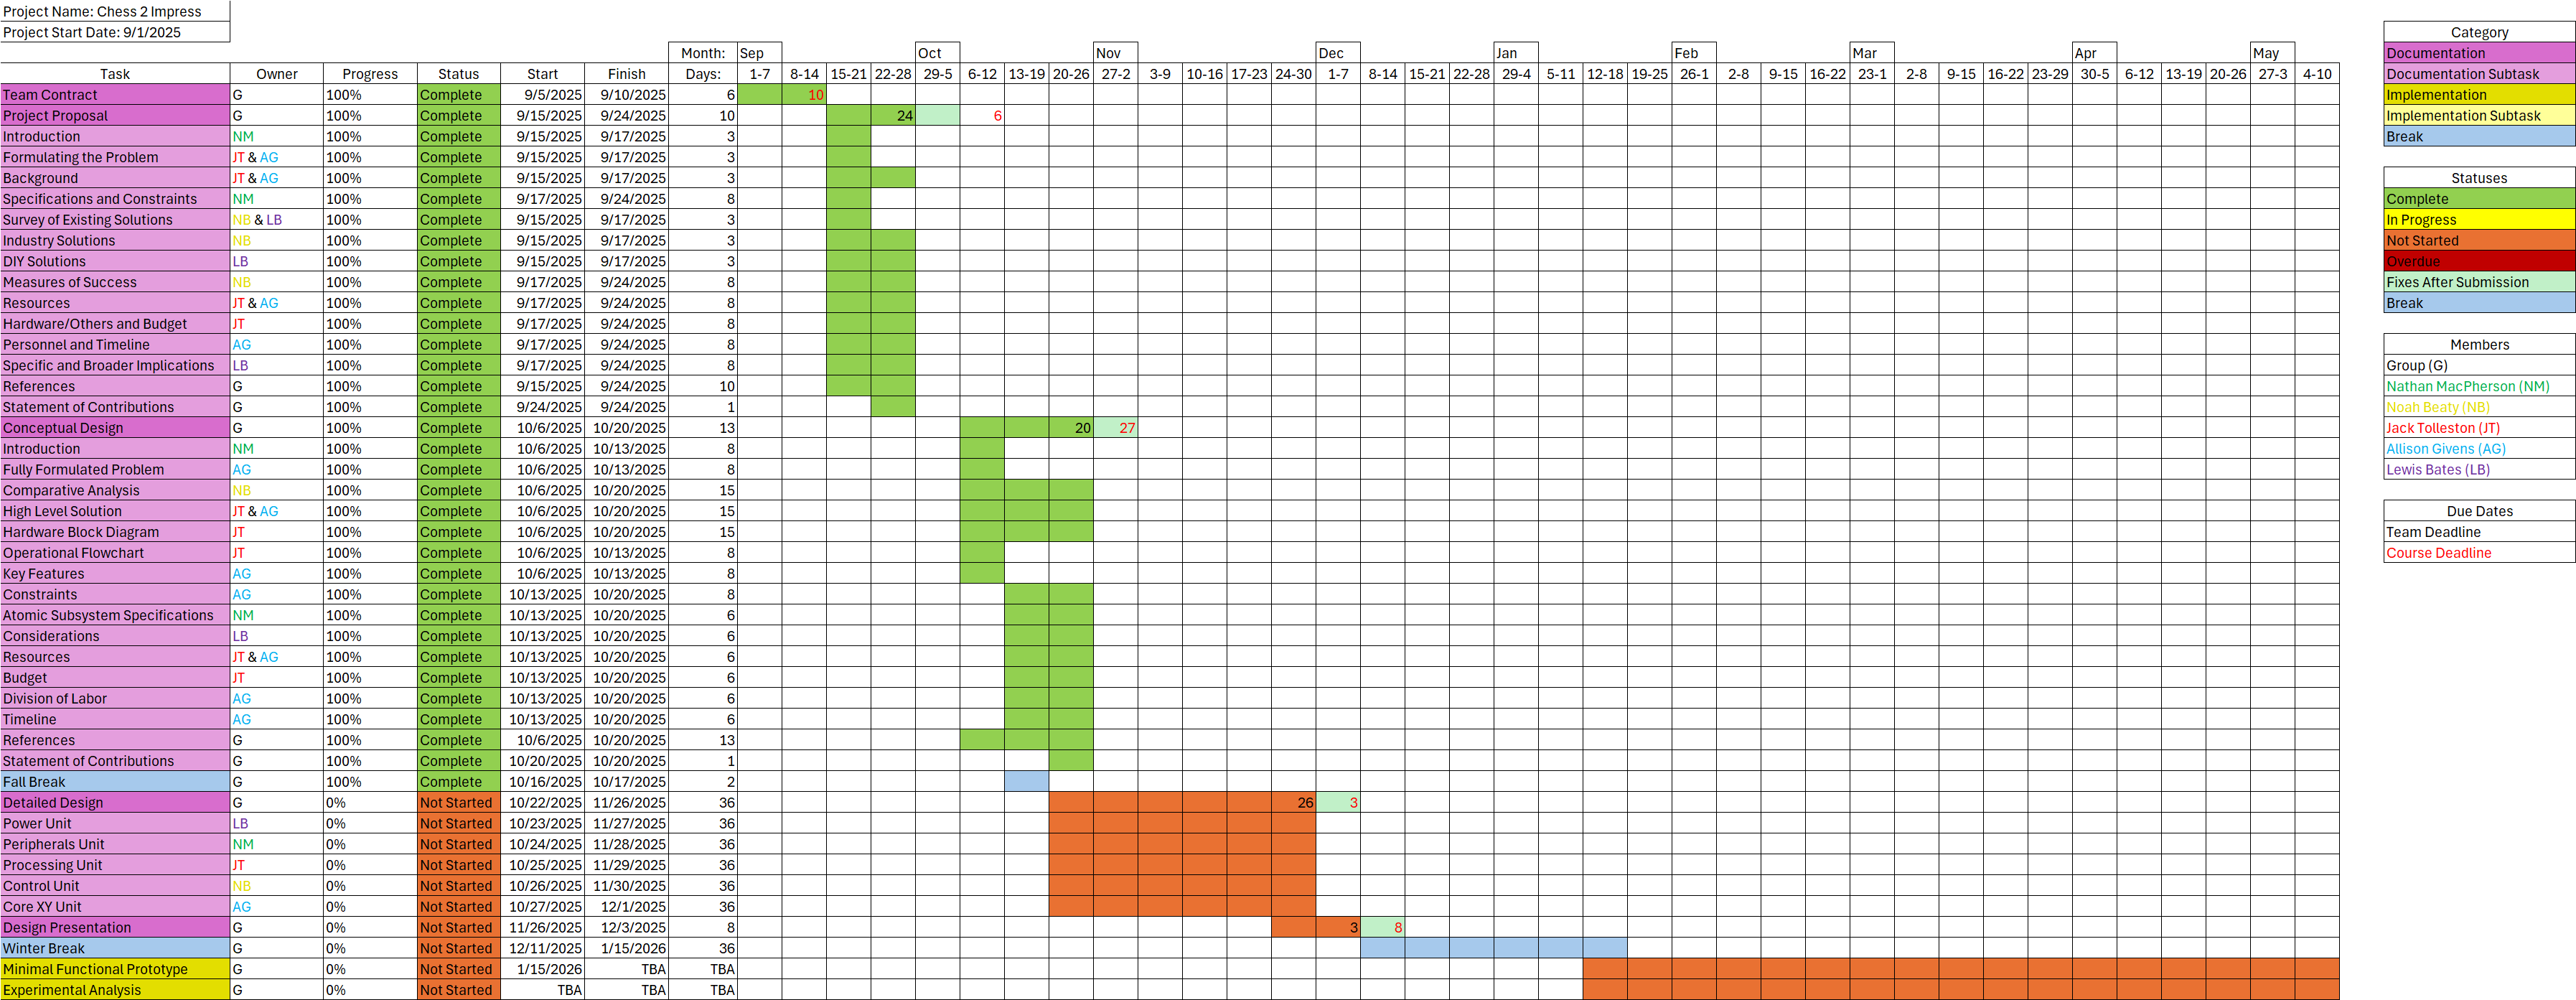 Project Name: Chess 2 Impress
Project Start Date: 9/1/2025
Month: Sep Oct Nov Dec Jan Feb Mar Apr May
Task Owner Progress Status Start Finish Days: 1-7 8-14 15-21 22-28 29-5 6-12 13-19 20-26 27-2 3-9 10-16 17-23 24-30 1-7 8-14 15-21 22-28 29-4 5-11 12-18 19-25 26-1 2-8 9-15 16-22 23-1 2-8 9-15 16-22 23-29 30-5 6-12 13-19 20-26 27-3 4-10
Team Contract G 100% Complete 9/5/2025 9/10/2025 6 10
Project Proposal G 100% Complete 9/15/2025 9/24/2025 10 24 6
Introduction NM 100% Complete 9/15/2025 9/17/2025 3
Formulating the Problem JT & AG 100% Complete 9/15/2025 9/17/2025 3
Background JT & AG 100% Complete 9/15/2025 9/17/2025 3
Specifications and Constraints NM 100% Complete 9/17/2025 9/24/2025 8
Survey of Existing Solutions NB & LB 100% Complete 9/15/2025 9/17/2025 3
Industry Solutions NB 100% Complete 9/15/2025 9/17/2025 3
DIY Solutions LB 100% Complete 9/15/2025 9/17/2025 3
Measures of Success NB 100% Complete 9/17/2025 9/24/2025 8
Resources JT & AG 100% Complete 9/17/2025 9/24/2025 8
Hardware/Others and Budget JT 100% Complete 9/17/2025 9/24/2025 8
Personnel and Timeline AG 100% Complete 9/17/2025 9/24/2025 8
Specific and Broader Implications LB 100% Complete 9/17/2025 9/24/2025 8
References G 100% Complete 9/15/2025 9/24/2025 10
Statement of Contributions G 100% Complete 9/24/2025 9/24/2025 1
Conceptual Design G 100% Complete 10/6/2025 10/20/2025 13 20 27
Introduction NM 100% Complete 10/6/2025 10/13/2025 8
Fully Formulated Problem AG 100% Complete 10/6/2025 10/13/2025 8
Comparative Analysis NB 100% Complete 10/6/2025 10/20/2025 15
High Level Solution JT & AG 100% Complete 10/6/2025 10/20/2025 15
Hardware Block Diagram JT 100% Complete 10/6/2025 10/20/2025 15
Operational Flowchart JT 100% Complete 10/6/2025 10/13/2025 8
Key Features AG 100% Complete 10/6/2025 10/13/2025 8
Constraints AG 100% Complete 10/13/2025 10/20/2025 8
Atomic Subsystem Specifications NM 100% Complete 10/13/2025 10/20/2025 6
Considerations LB 100% Complete 10/13/2025 10/20/2025 6
Resources JT & AG 100% Complete 10/13/2025 10/20/2025 6
Budget JT 100% Complete 10/13/2025 10/20/2025 6
Division of Labor AG 100% Complete 10/13/2025 10/20/2025 6
Timeline AG 100% Complete 10/13/2025 10/20/2025 6
References G 100% Complete 10/6/2025 10/20/2025 13
Statement of Contributions G 100% Complete 10/20/2025 10/20/2025 1
Fall Break G 100% Complete 10/16/2025 10/17/2025 2
Detailed Design G 0% Not Started 10/22/2025 11/26/2025 36 26 3
Power Unit LB 0% Not Started 10/23/2025 11/27/2025 36
Peripherals Unit NM 0% Not Started 10/24/2025 11/28/2025 36
Processing Unit JT 0% Not Started 10/25/2025 11/29/2025 36
Control Unit NB 0% Not Started 10/26/2025 11/30/2025 36
Core XY Unit AG 0% Not Started 10/27/2025 12/1/2025 36
Design Presentation G 0% Not Started 11/26/2025 12/3/2025 8 3 8
Winter Break G 0% Not Started 12/11/2025 1/15/2026 36
Minimal Functional Prototype G 0% Not Started 1/15/2026 TBA TBA
Experimental Analysis G 0% Not Started TBA TBA TBA
Category
Documentation
Documentation Subtask
Implementation
Implementation Subtask
Break
Statuses
Complete
In Progress
Not Started
Overdue
Fixes After Submission
Break
Members
Group (G)
Nathan MacPherson (NM)
Noah Beaty (NB)
Jack Tolleston (JT)
Allison Givens (AG)
Lewis Bates (LB)
Due Dates
Team Deadline
Course Deadline